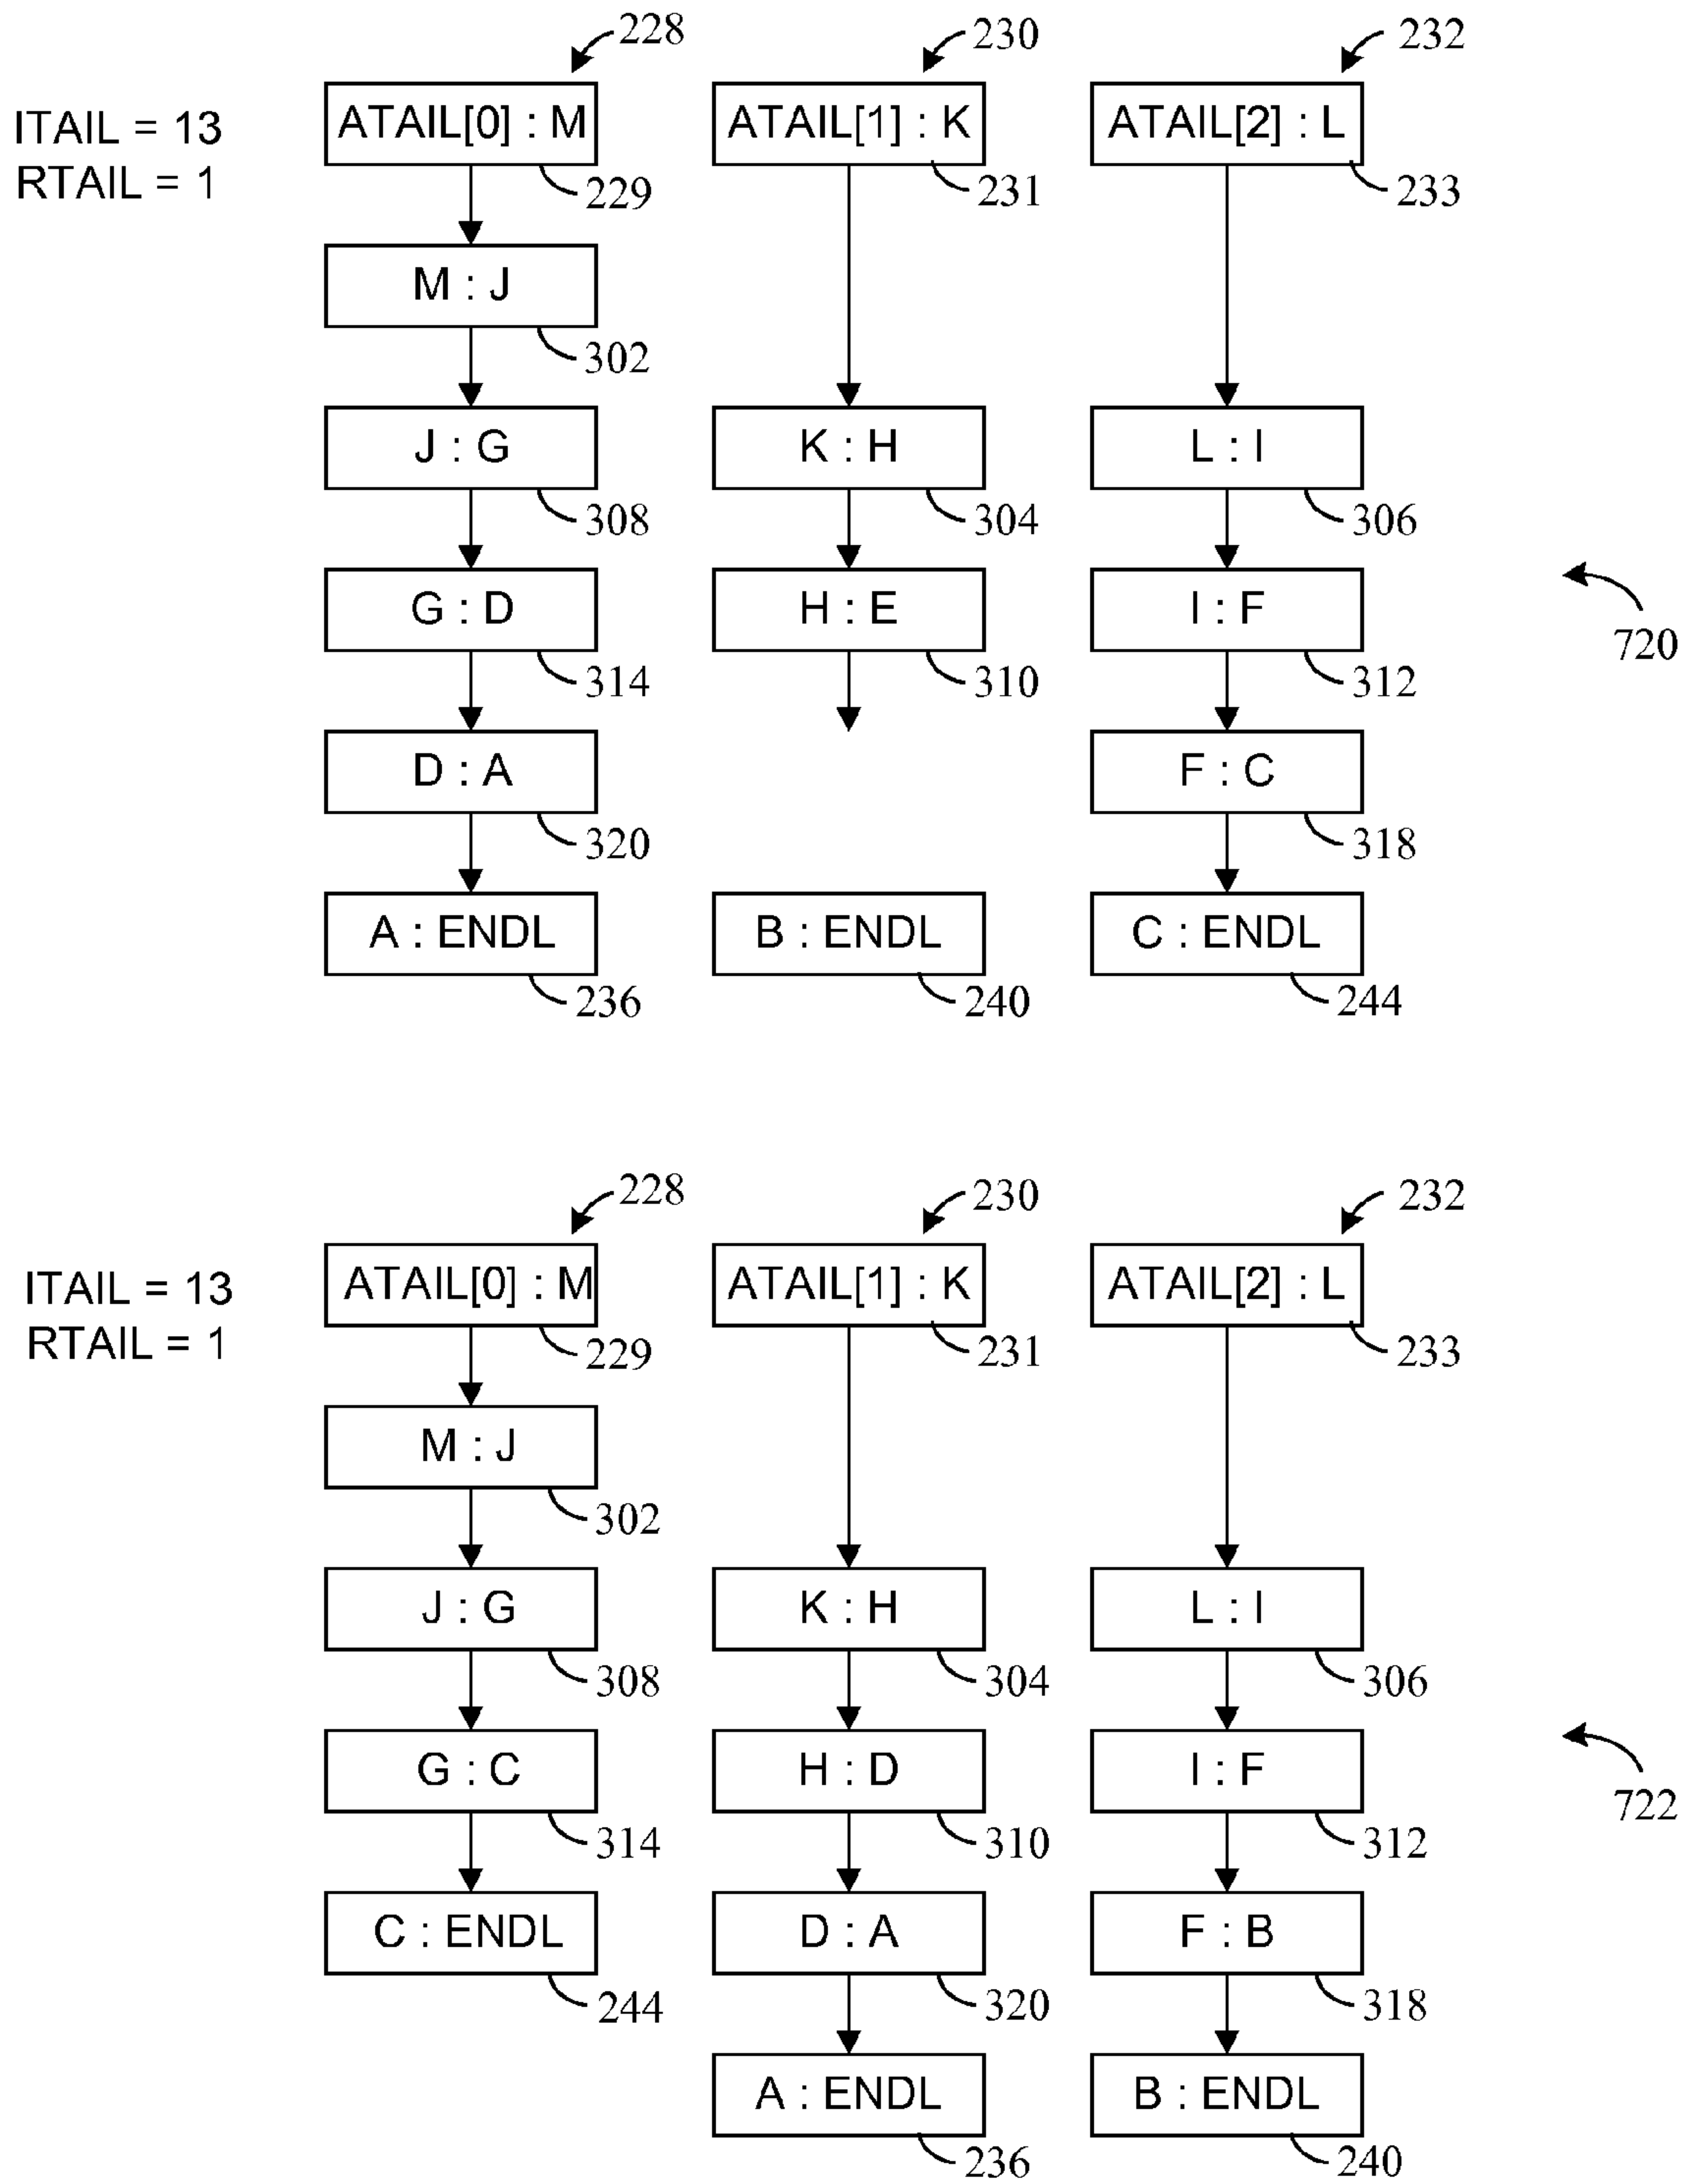 228 230 232
ITAIL = 13 ATAIL[0] : M ATAIL[1] : K ATAIL[2] : L
RTAIL = 1 229 231 233
M : J
302
J : G K : H L : I
308 304 306
G : D H : E I : F
720
314 310 312
D : A F : C
320 318
A : ENDL B : ENDL C : ENDL
236 240 244
228 230 232
ITAIL = 13 ATAIL[0] : M ATAIL[1] : K ATAIL[2] : L
RTAIL = 1 229 231 233
M : J
302
J : G K : H L : I
308 304 306
G : C H : D I : F
722
314 310 312
C : ENDL D : A F : B
244 320 318
A : ENDL B : ENDL
236 240